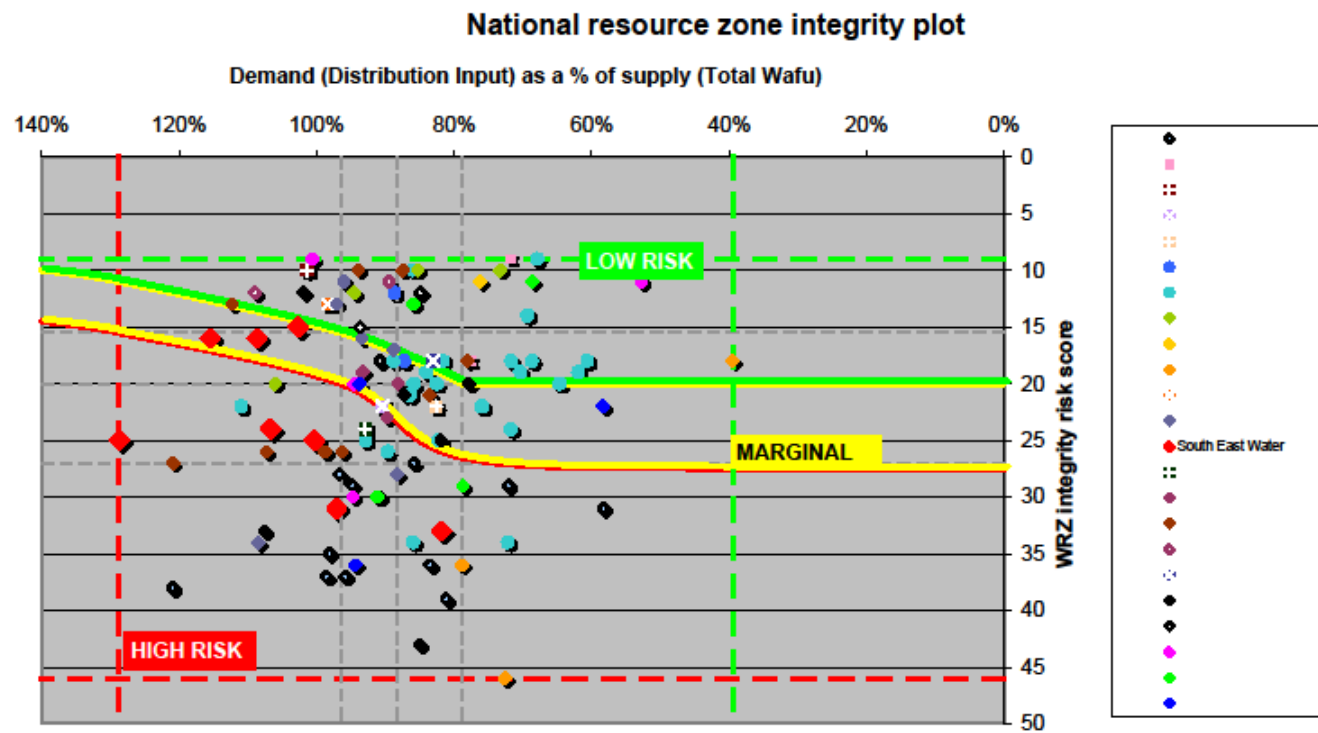 National resource zone integrity plot
Demand (Distribution Input) as a % of supply (Total Wafu)
140% 120% 100% 80% 60% 40% 20% 0%
0
5
LOW RISK
10
15
20
South East Water
25
MARGINAL
30
35
40
HIGH RISK
45
50
WRZ integrity risk score